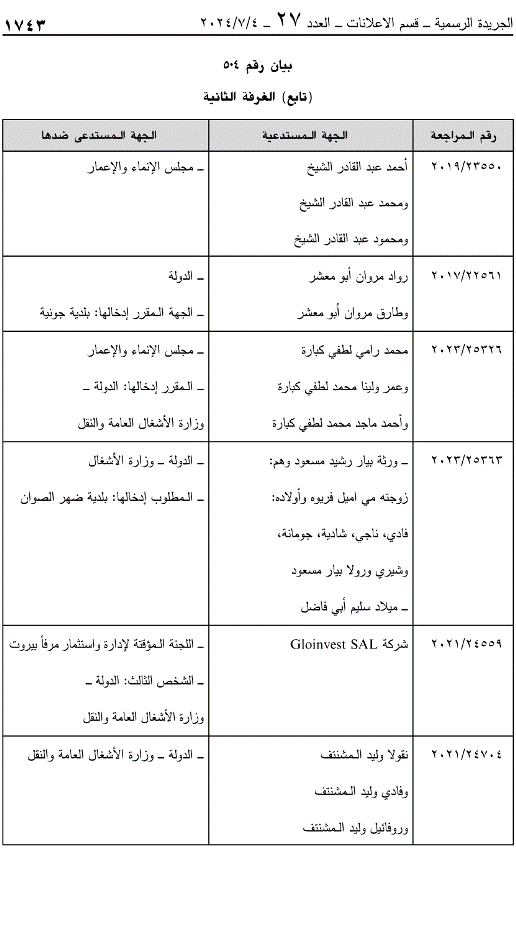 الجريدة الرسمية – قسم الاعلانات – العدد ٢٧ – ٢٠٢٤/٧/٤
١٧٤٣
بيان رقم ٥٠٤
(تابع) الغرفة الثانية
رقم المراجعة
الجهة المستدعية
الجهة المستدعى ضدها
٢٠١٩/٢٣٥٥٠
أحمد عبد القادر الشيخ
ومحمد عبد القادر الشيخ
ومحمود عبد القادر الشيخ
– مجلس الإنماء والإعمار
٢٠١٧/٢٢٥٦١
رواد مروان أبو معشر
وطارق مروان أبو معشر
– الدولة
– الجهة المقرر إدخالها: بلدية جونية
٢٠٢٣/٢٥٣٢٦
محمد رامي لطفي كبارة
وعمر ولينا محمد لطفي كبارة
وأحمد ماجد محمد لطفي كبارة
– مجلس الإنماء والإعمار
– المقرر إدخالها: الدولة –
وزارة الأشغال العامة والنقل
٢٠٢٣/٢٥٣٦٣
– ورثة بيار رشيد مسعود وهم:
زوجته مي اميل فريوه وأولاده:
فادي، ناجي، شادية، جومانة،
وشيري ورولا بيار مسعود
– ميلاد سليم أبي فاضل
– الدولة – وزارة الأشغال
– المطلوب إدخالها: بلدية ضهر الصوان
٢٠٢١/٢٤٥٥٩
شركة Gloinvest SAL
– اللجنة المؤقتة لإدارة واستثمار مرفأ بيروت
– الشخص الثالث: الدولة –
وزارة الأشغال العامة والنقل
٢٠٢١/٢٤٧٠٤
نقولا وليد المشنتف
وفادي وليد المشنتف
وروفائيل وليد المشنتف
– الدولة – وزارة الأشغال العامة والنقل